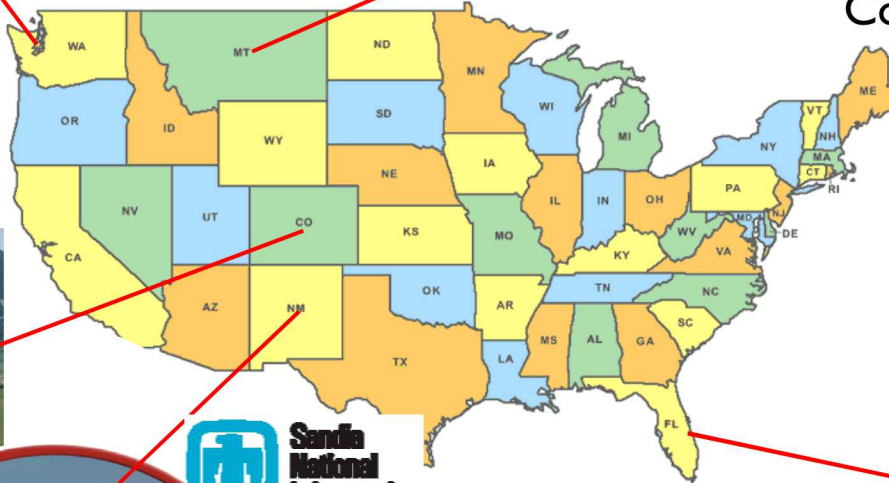 Co
WA
MT
ND
MN
ME
OR
ID
SD
WI
VT
NH
NY
MI
MA
WY
CT
RI
IA
PA
NE
NJ
NV
UT
CO
IL
IN
OH
MD
DE
WV
KS
MO
KY
VA
CA
TN
NC
AZ
NM
OK
AR
SC
MS
AL
GA
TX
LA
FL
Sandia
National